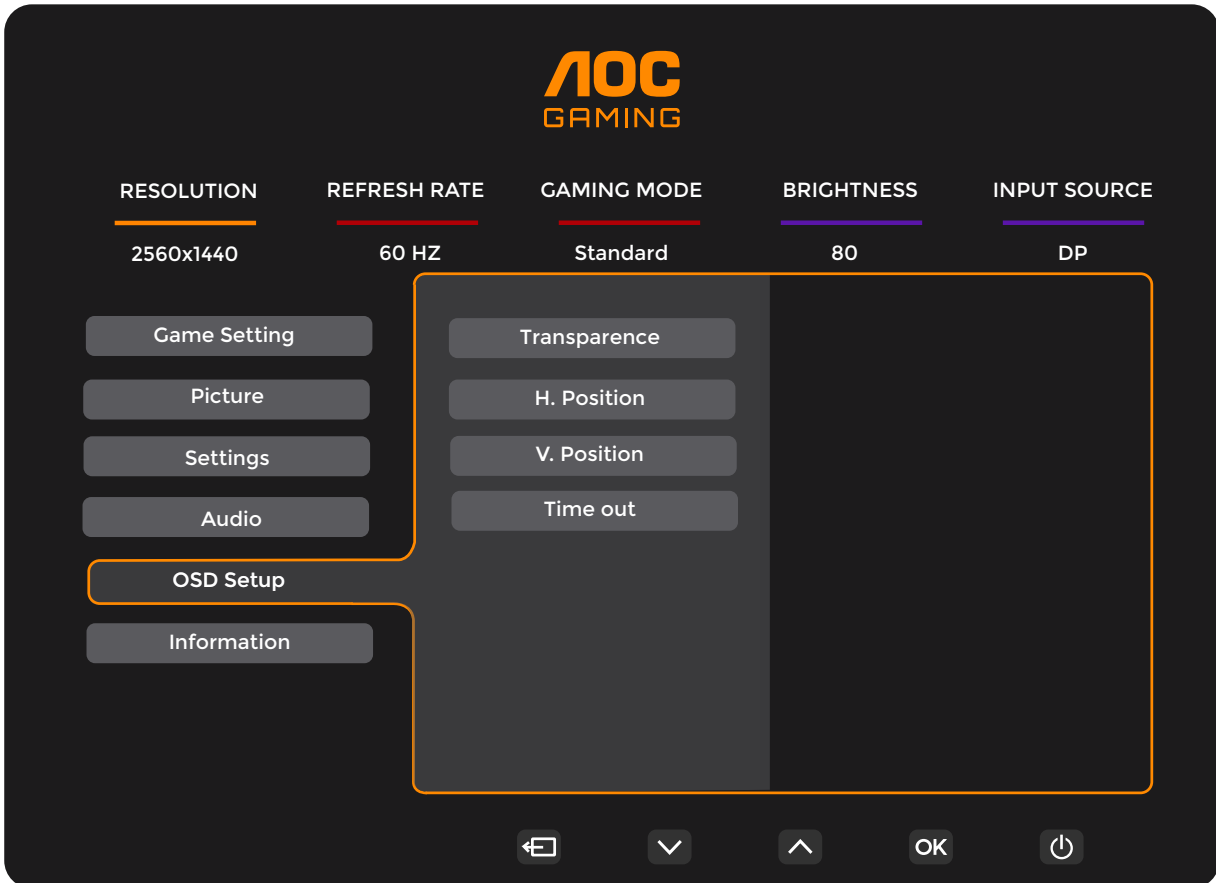 AOC
GAMING
RESOLUTION
REFRESH RATE
GAMING MODE
BRIGHTNESS
INPUT SOURCE
2560x1440
60 HZ
Standard
80
DP
Game Setting
Picture
Settings
Audio
OSD Setup
Information
Transparence
H. Position
V. Position
Time out
OK